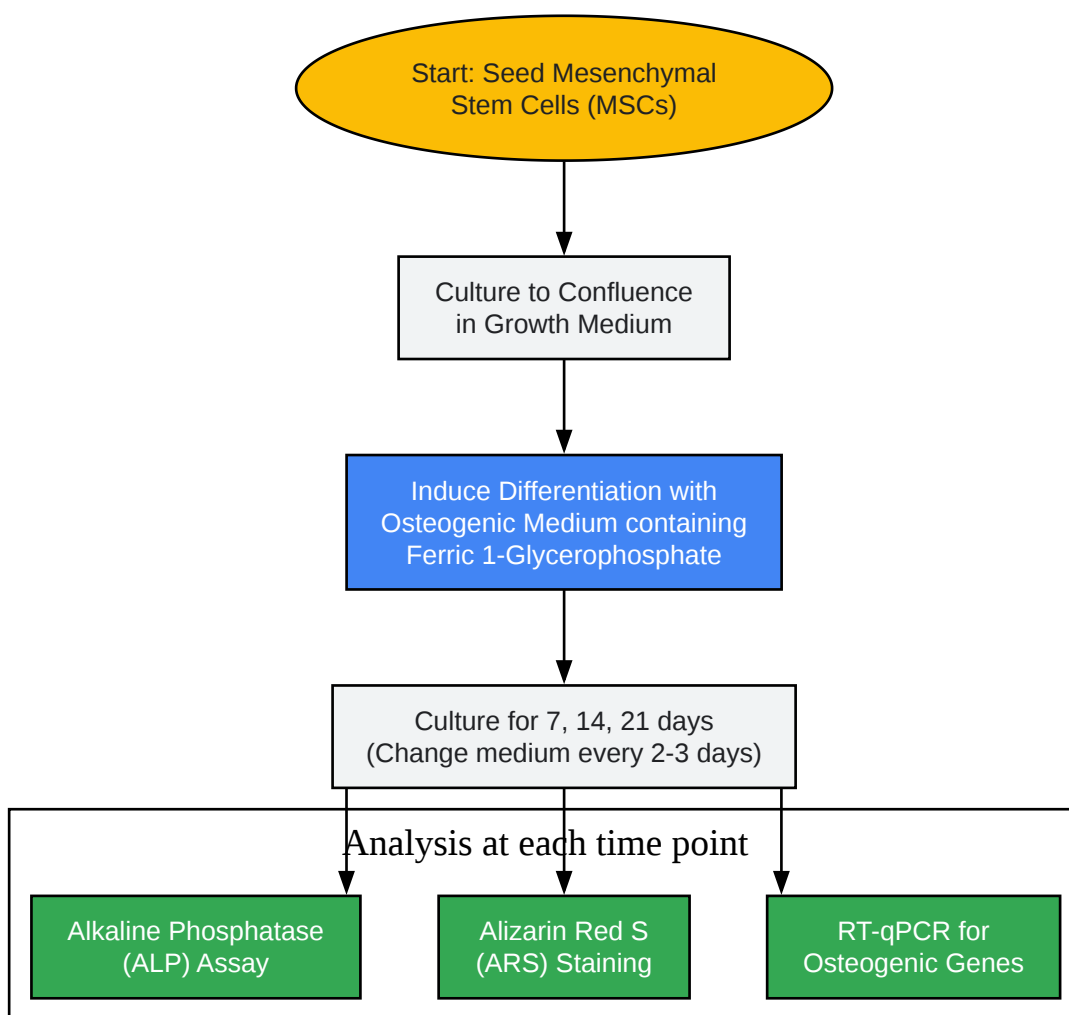 Start: Seed Mesenchymal
Stem Cells (MSCs)
Culture to Confluence
in Growth Medium
Induce Differentiation with
Osteogenic Medium containing
Ferric 1-Glycerophosphate
Culture for 7, 14, 21 days
(Change medium every 2-3 days)
Analysis at each time point
Alkaline Phosphatase
(ALP) Assay
Alizarin Red S
(ARS) Staining
RT-qPCR for
Osteogenic Genes